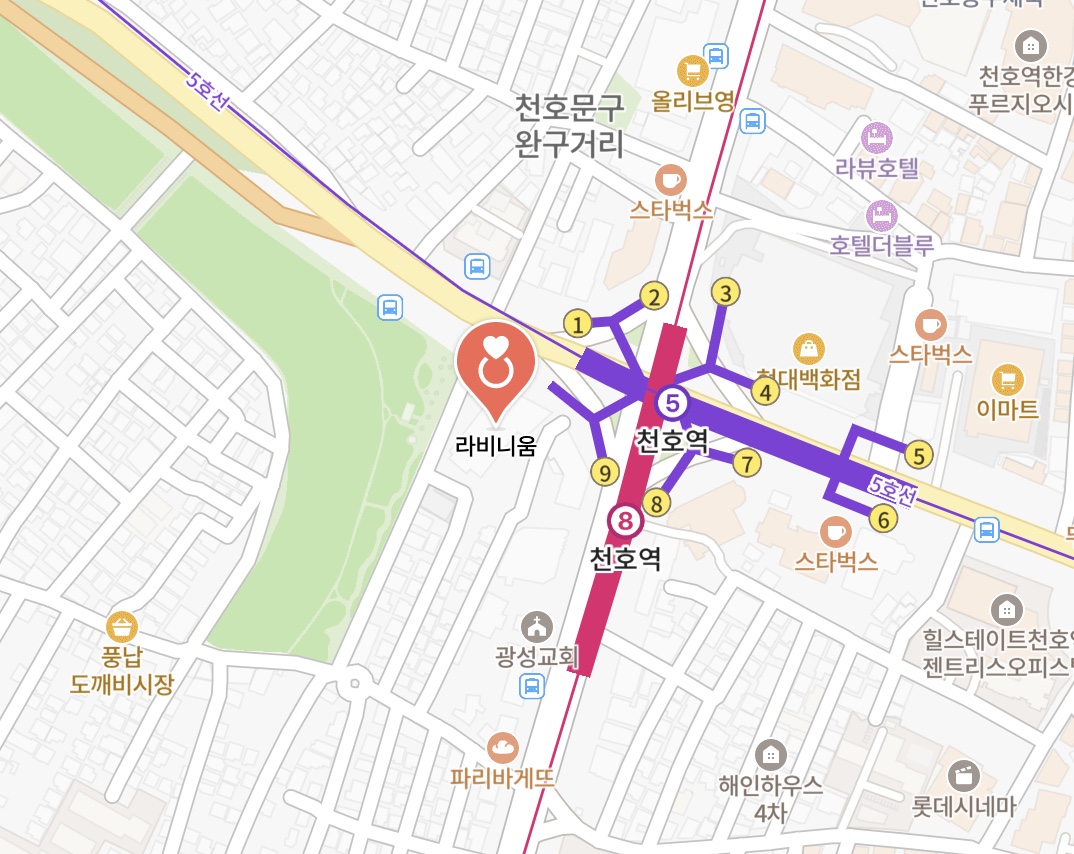 5호선
올리브영
천호문구
완구거리
스타벅스
천호역한강
푸르지오시
라뷰호텔
호텔더블루
2
3
1
스타벅스
현대백화점
이마트
4
5
천호역
라비니움
9
7
8
5
5호선
6
8
천호역
스타벅스
광성교회
풍납
도깨비시장
힐스테이트천호역
젠트리스오피스텔
파리바게뜨
해인하우스
4차
롯데시네마